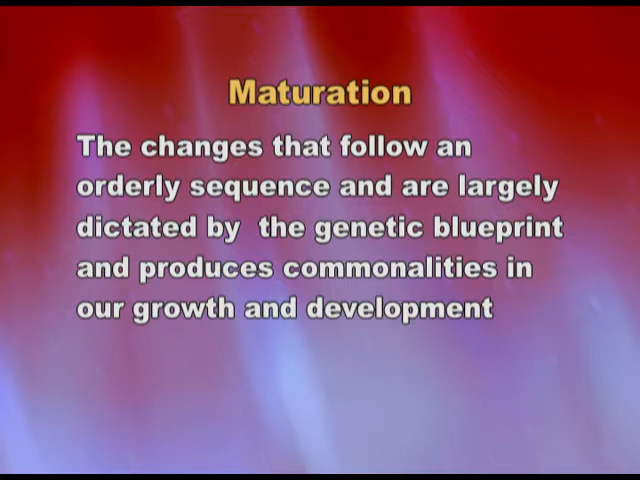 Maturation
The changes that follow an
orderly sequence and are largely
dictated by  the genetic blueprint
and produces commonalities in
our growth and development